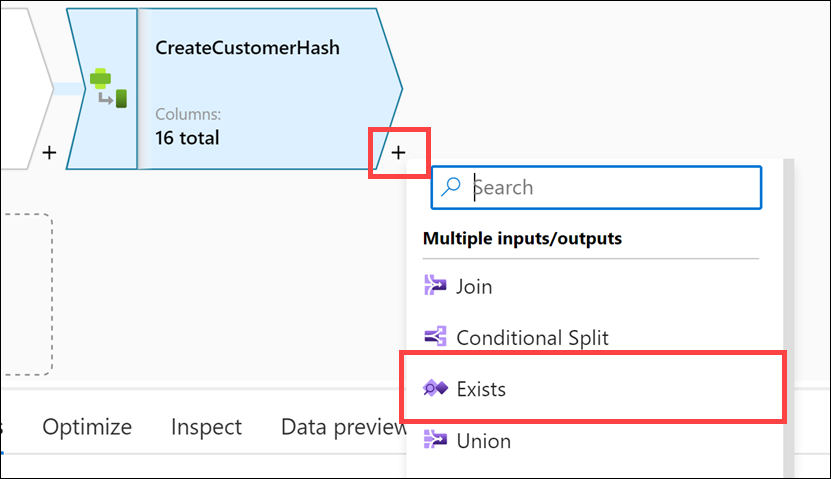 CreateCustomerHash
Columns:
16 total
+
+
Search
Multiple inputs/outputs
Join
Conditional Split
Exists
Union
Optimize
Inspect
Data preview